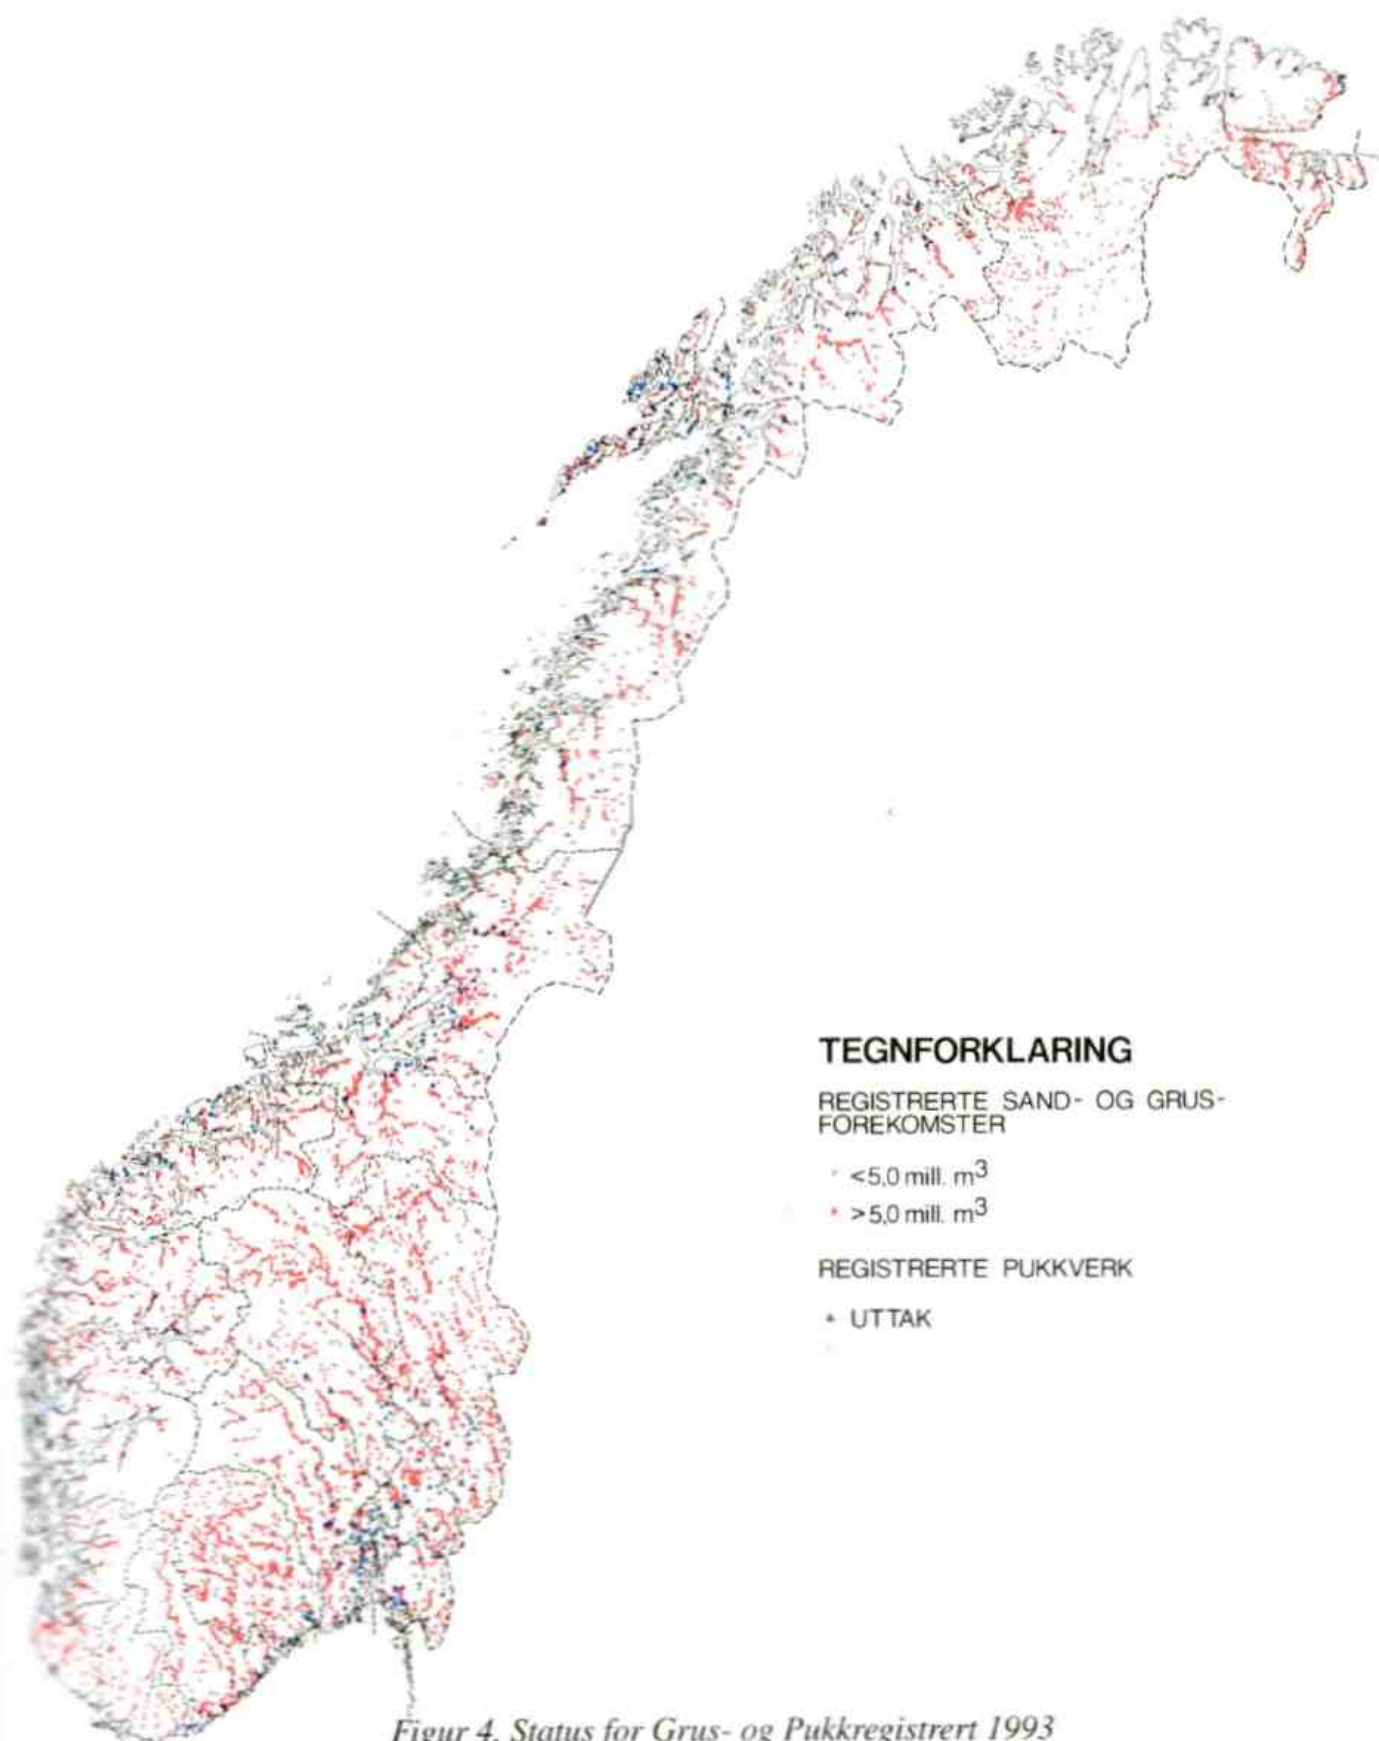 TEGNFORKLARING
REGISTRERTE SAND- OG GRUS-
FOREKOMSTER
<5,0 mill. m3
>5,0 mill. m3
REGISTRERTE PUKKVERK
UTTAK
Figur 4. Status for Grus- og Pukkregistrert 1993